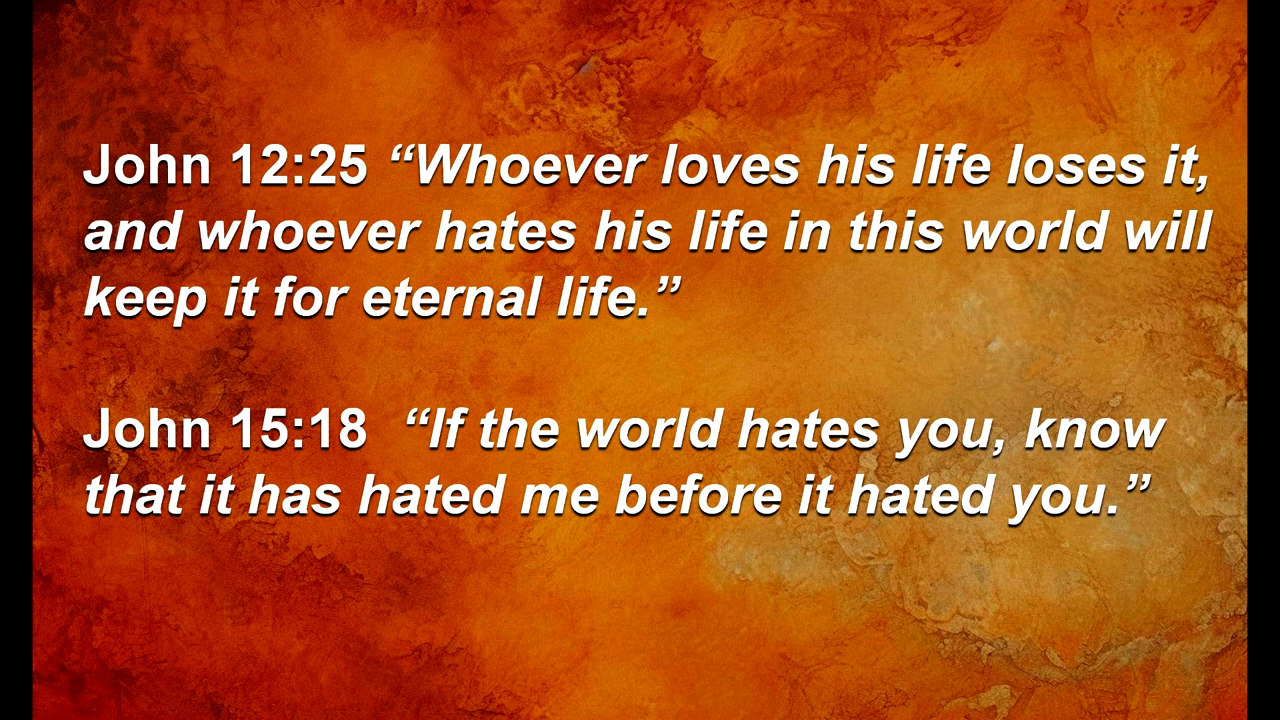 John 12:25 “Whoever loves his life loses it,
and whoever hates his life in this world will
keep it for eternal life.”
John 15:18 “If the world hates you, know
that it has hated me before it hated you.”